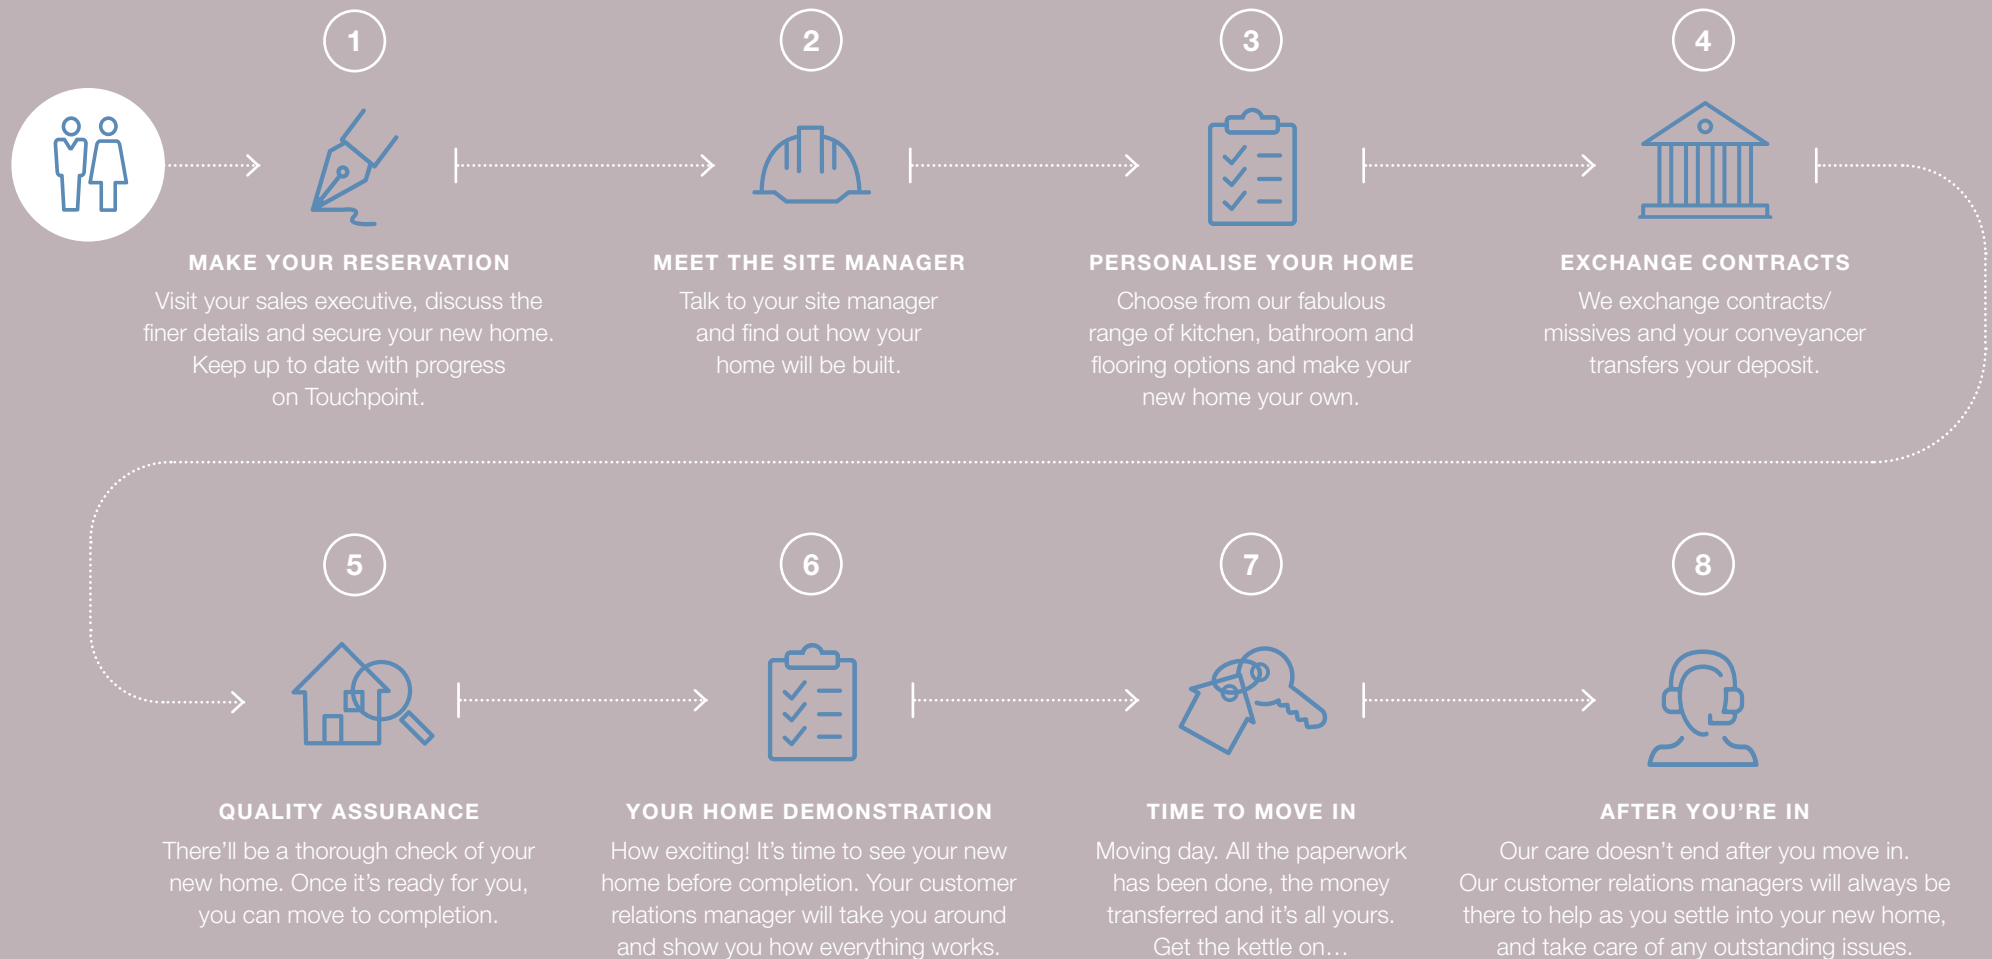 1
MAKE YOUR RESERVATION
Visit your sales executive, discuss the
finer details and secure your new home.
Keep up to date with progress
on Touchpoint.
2
MEET THE SITE MANAGER
Talk to your site manager
and find out how your
home will be built.
3
PERSONALISE YOUR HOME
Choose from our fabulous
range of kitchen, bathroom and
flooring options and make your
new home your own.
4
EXCHANGE CONTRACTS
We exchange contracts/
missives and your conveyancer
transfers your deposit.
5
QUALITY ASSURANCE
There’ll be a thorough check of your
new home. Once it’s ready for you,
you can move to completion.
6
YOUR HOME DEMONSTRATION
How exciting! It’s time to see your new
home before completion. Your customer
relations manager will take you around
and show you how everything works.
7
TIME TO MOVE IN
Moving day. All the paperwork
has been done, the money
transferred and it’s all yours.
Get the kettle on…
8
AFTER YOU’RE IN
Our care doesn’t end after you move in.
Our customer relations managers will always be
there to help as you settle into your new home,
and take care of any outstanding issues.